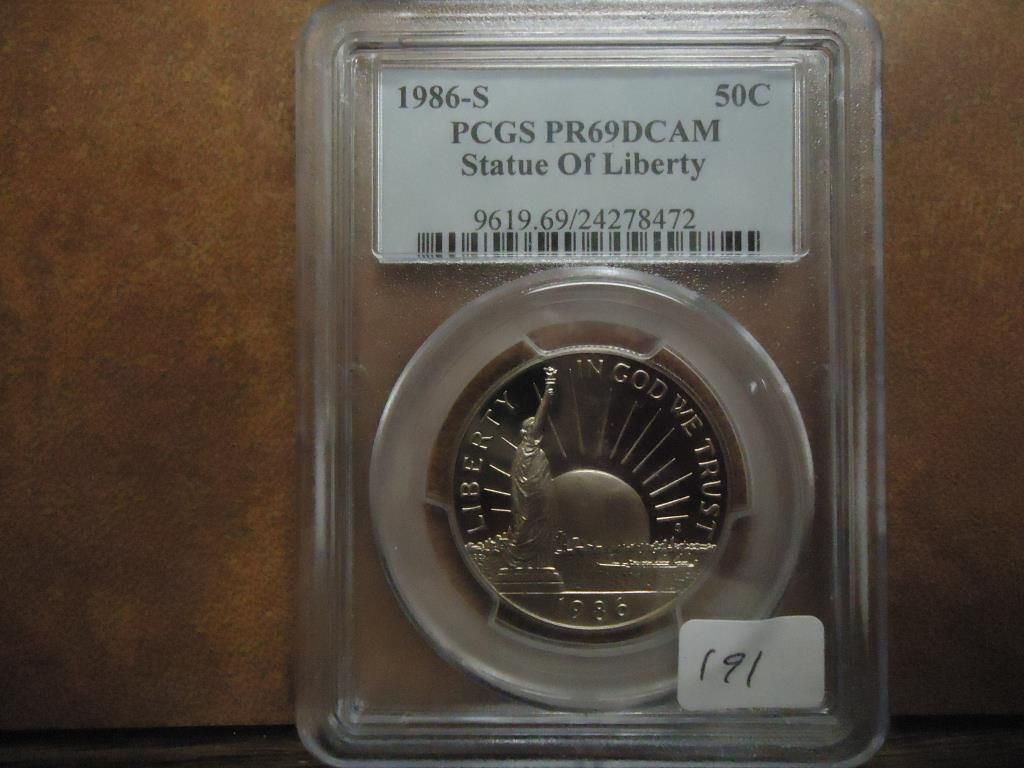 1986-S 50C
PCGS PR69DCAM
Statue Of Liberty
9619.69/24278472
LIBERTY
IN GOD WE TRUST
S
1986
191